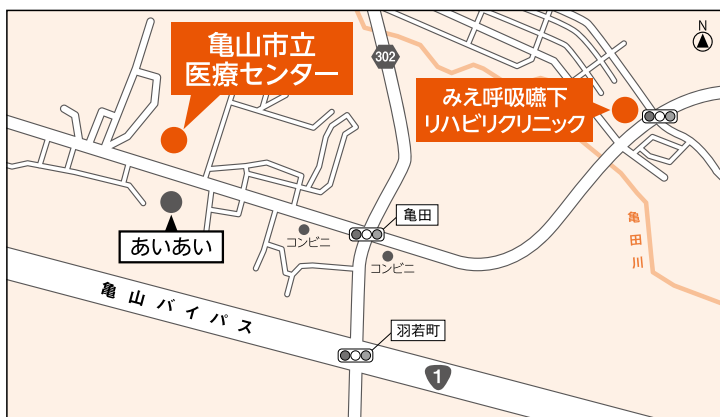 亀山市立
医療センター
302
N
みえ呼吸嚥下
リハビリクリニック
あいあい
コンビニ
亀田
コンビニ
亀田川
亀山バイパス
羽若町
1